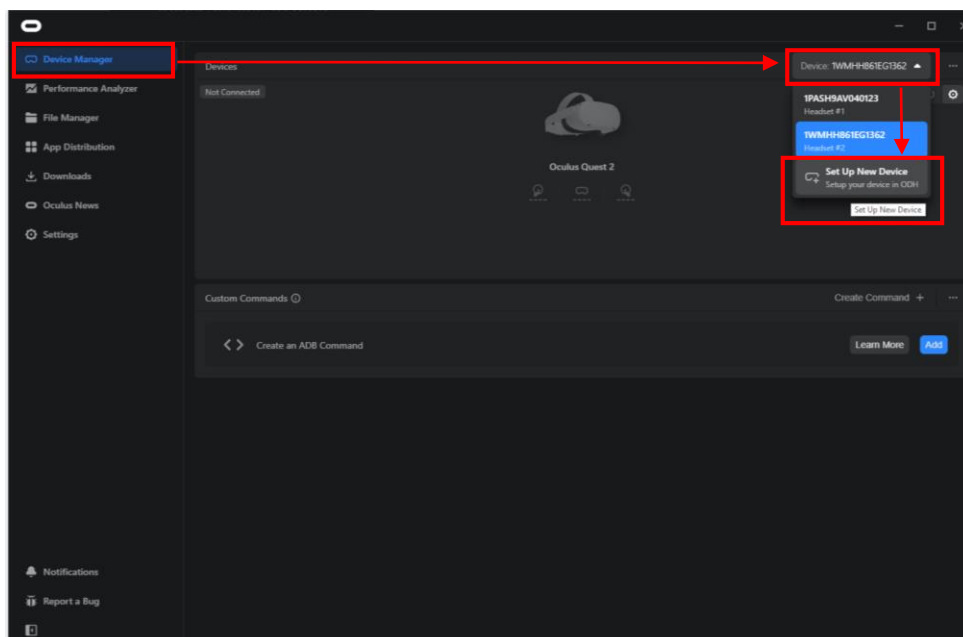 Device Manager
Performance Analyzer
File Manager
App Distribution
Downloads
Oculus News
Settings
Devices
Device: 1WMHH861EG1362
Not Connected
1PASH9AV040123
Headset #1
1WMHH861EG1362
Headset #2
Set Up New Device
Setup your device in ODH
Set Up New Device
Oculus Quest 2
Custom Commands
Create Command +
Create an ADB Command
Learn More
Add
Notifications
Report a Bug